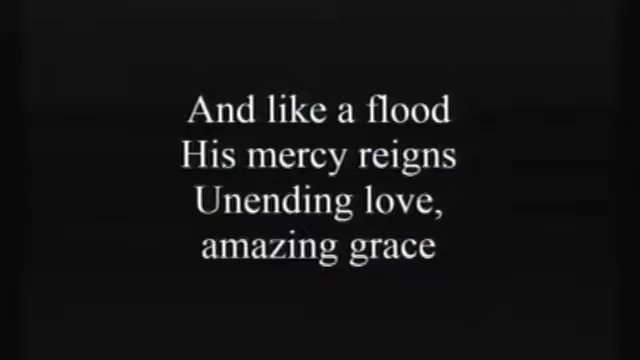 And like a flood
His mercy reigns
Unending love,
amazing grace